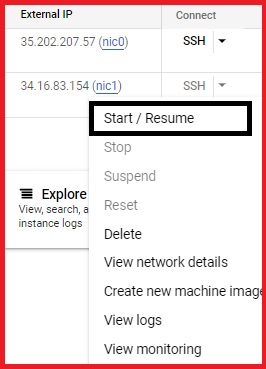 External IP Connect
35.202.207.57 (nic0) SSH
34.16.83.154 (nic1) SSH
Start / Resume
Stop
Suspend
Reset
Explore
View, search, a
instance logs
Delete
View network details
Create new machine image
View logs
View monitoring